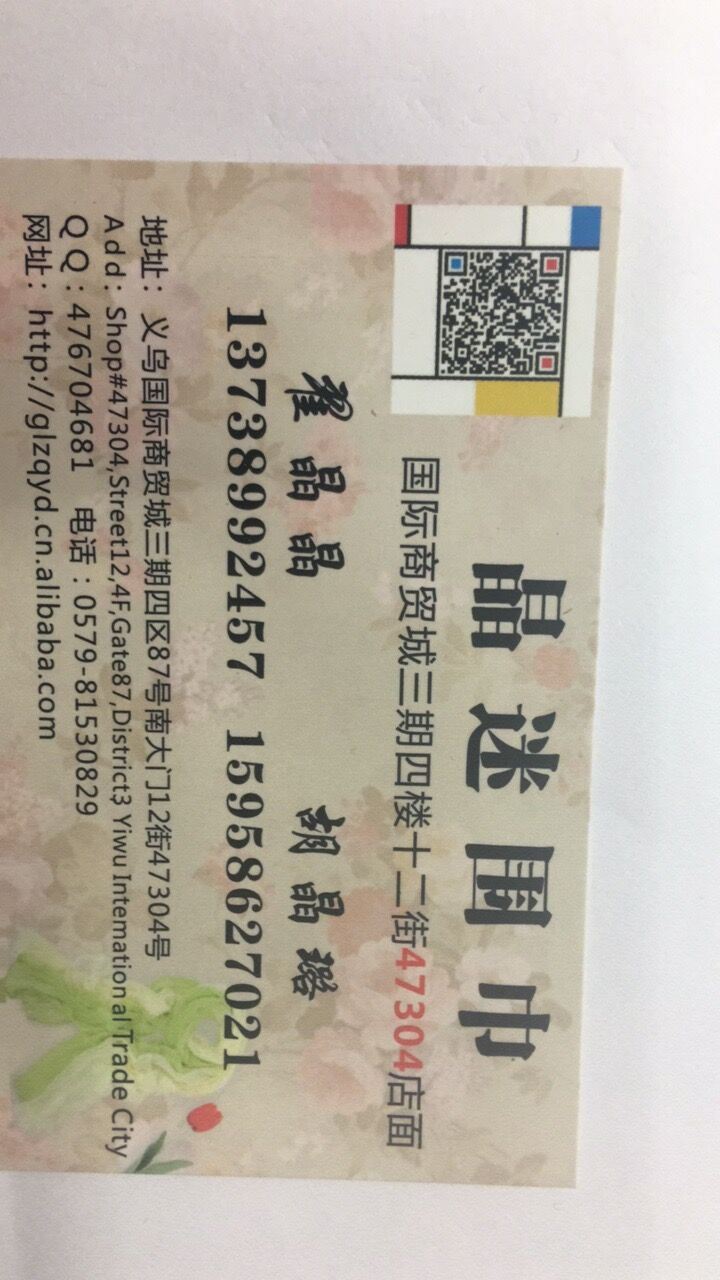 晶迷围巾
国际商贸城三期四楼十二街47304店面
翟晶晶 胡晶瑙
13738992457 15958627021
地址：义乌国际商贸城三期四区87号南大门12街47304号
Add：Shop#47304,Street12,4F,Gate87,District3, Yiwu International Trade City
QQ：476704681 电话：0579-81530829
网址：http://glzqyd.cn.alibaba.com